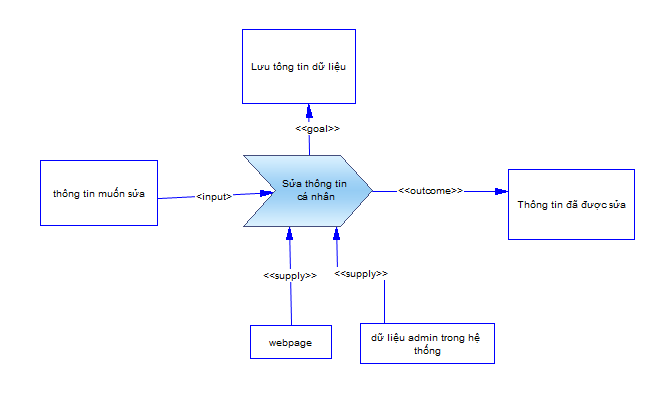 Lưu tông tin dữ liệu
<<goal>>
thông tin muốn sửa
<input>
Sửa thông tin
cá nhân
<<outcome>>
Thông tin đã được sửa
<<supply>>
<<supply>>
webpage
dữ liệu admin trong hệ
thống